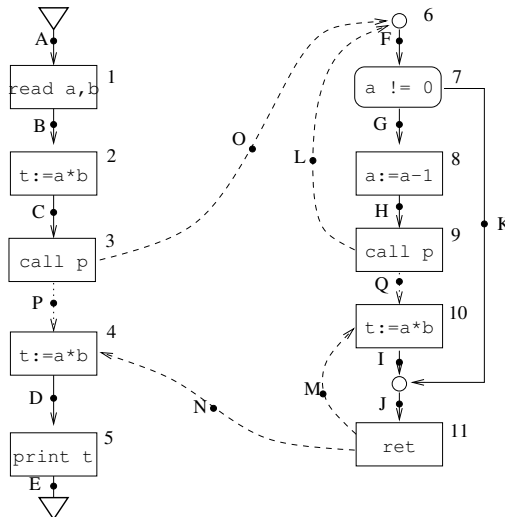 A
1
read a,b
B
2
t:=a*b
C
3
call p
P
4
t:=a*b
D
5
print t
E
O
N
6
F
7
a != 0
G
L
8
a:=a-1
H
9
call p
K
Q
10
t:=a*b
I
M
J
11
ret